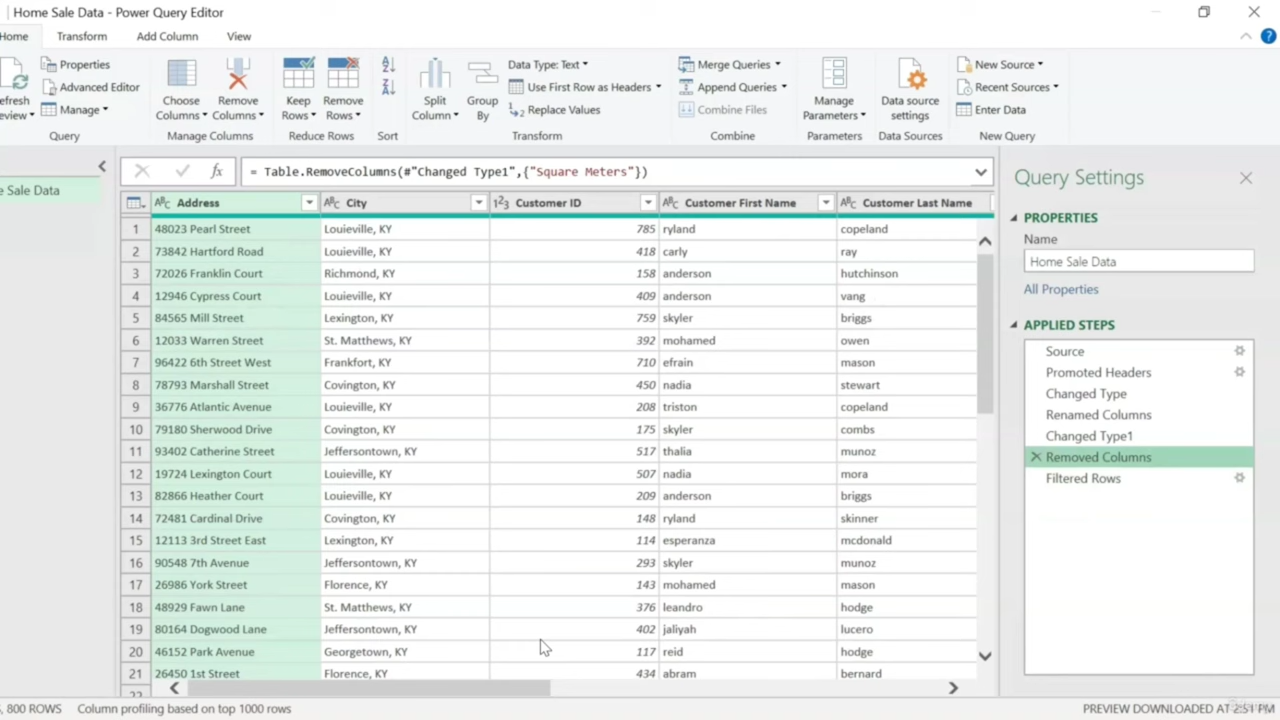 Home Sale Data - Power Query Editor
Home Transform Add Column View
Properties
Advanced Editor
Manage
Query
Choose Columns
Remove Columns
Manage Columns
Keep Rows
Remove Rows
Reduce Rows
Sort
Split Column
Group By
Data Type: Text
Use First Row as Headers
Replace Values
Transform
Merge Queries
Append Queries
Combine Files
Combine
Manage Parameters
Parameters
Data source settings
Data Sources
New Source
Recent Sources
Enter Data
New Query
e Sale Data
fx = Table.RemoveColumns(#"Changed Type1",{"Square Meters"})
ABC Address ABC City 123 Customer ID ABC Customer First Name ABC Customer Last Name
1 48023 Pearl Street Louieville, KY 785 ryland copeland
2 73842 Hartford Road Louieville, KY 418 carly ray
3 72026 Franklin Court Richmond, KY 158 anderson hutchinson
4 12946 Cypress Court Louieville, KY 409 anderson vang
5 84565 Mill Street Lexington, KY 759 skyler briggs
6 12033 Warren Street St. Matthews, KY 392 mohamed owen
7 96422 6th Street West Frankfort, KY 710 efrain mason
8 78793 Marshall Street Covington, KY 450 nadia stewart
9 36776 Atlantic Avenue Louieville, KY 208 triston copeland
10 79180 Sherwood Drive Covington, KY 175 skyler combs
11 93402 Catherine Street Jeffersontown, KY 517 thalia munoz
12 19724 Lexington Court Louieville, KY 507 nadia mora
13 82866 Heather Court Louieville, KY 209 anderson briggs
14 72481 Cardinal Drive Covington, KY 148 ryland skinner
15 12113 3rd Street East Lexington, KY 114 esperanza mcdonald
16 90548 7th Avenue Jeffersontown, KY 293 skyler munoz
17 26986 York Street Florence, KY 143 mohamed mason
18 48929 Fawn Lane St. Matthews, KY 376 leandro hodge
19 80164 Dogwood Lane Jeffersontown, KY 402 jaliyah lucero
20 46152 Park Avenue Georgetown, KY 117 reid hodge
21 26450 1st Street Florence, KY 434 abram bernard
Query Settings
PROPERTIES
Name
Home Sale Data
All Properties
APPLIED STEPS
Source
Promoted Headers
Changed Type
Renamed Columns
Changed Type1
Removed Columns
Filtered Rows
, 800 ROWS Column profiling based on top 1000 rows
PREVIEW DOWNLOADED AT 2:51 PM